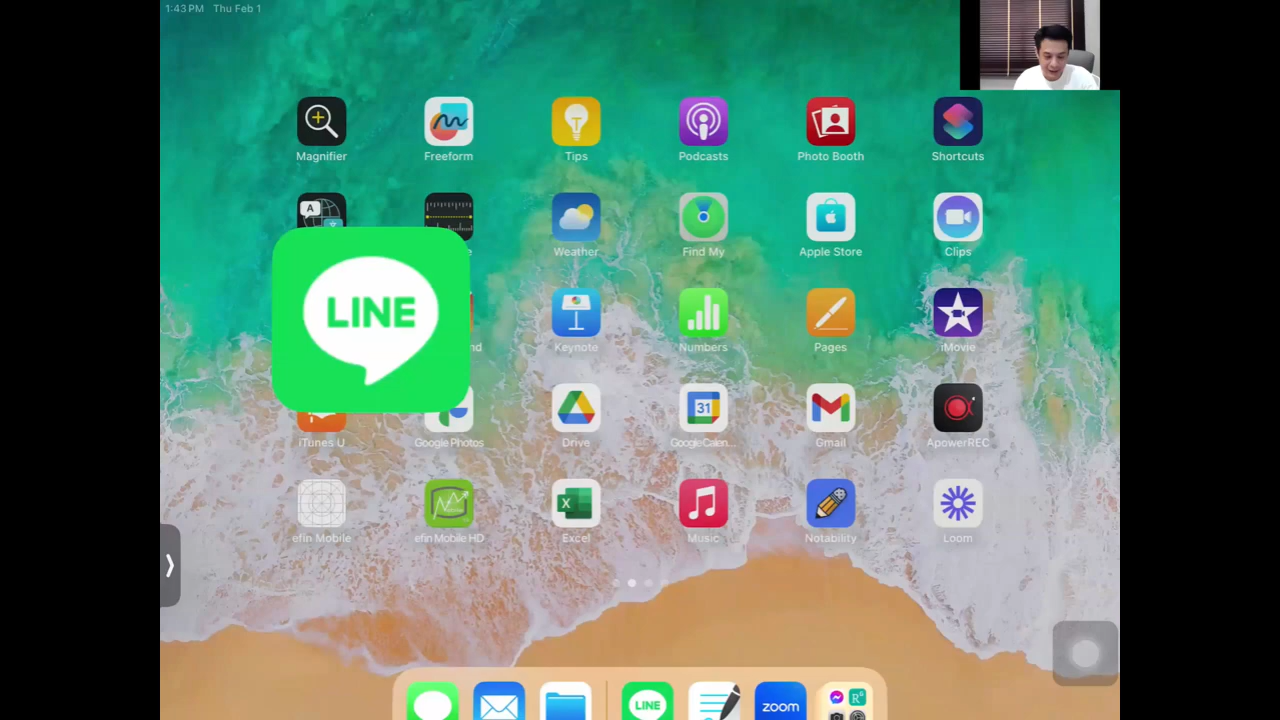 1:43 PM Thu Feb 1
Magnifier
Freeform
Tips
Podcasts
Photo Booth
Shortcuts
A
Weather
Find My
Apple Store
Clips
LINE
Keynote
Numbers
Pages
iMovie
31
iTunes U
Google Photos
Drive
Google Calen...
Gmail
ApowerREC
X
efin Mobile
efin Mobile HD
Excel
Music
Notability
Loom
LINE
zoom